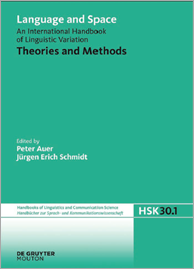 Language and Space
An International Handbook
of Linguistic Variation
Theories and Methods
Edited by
Peter Auer
Jürgen Erich Schmidt
Handbooks of Linguistics and Communication Science
Handbücher zur Sprach- und Kommunikationswissenschaft
HSK 30.1
DE GRUYTER
MOUTON